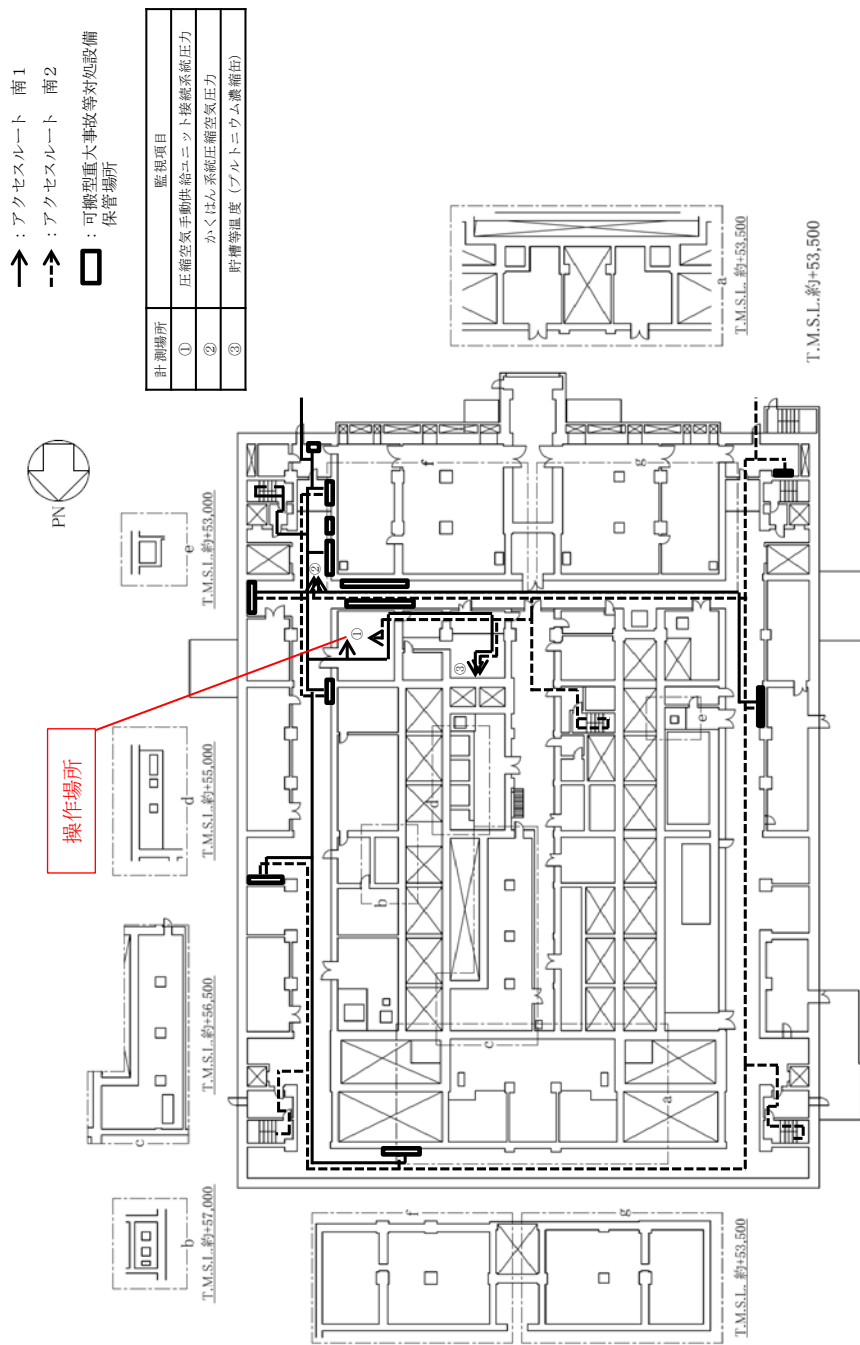 ：アクセスルート　南１
：アクセスルート　南２
：可搬型重大事故等対処設備
保管場所
計測場所　監視項目
①　圧縮空気手動供給ユニット接続系統圧力
②　かくはん系統圧縮空気圧力
③　貯槽等温度（プルトニウム濃縮缶）
PN
操作場所
b
T.M.S.L.約+57,000
c
T.M.S.L.約+56,500
d
T.M.S.L.約+55,000
e
T.M.S.L.約+53,000
①
②
③
a
b
c
d
e
f
g
f
g
T.M.S.L.約+53,500
a
T.M.S.L.約+53,500
T.M.S.L.約+53,500